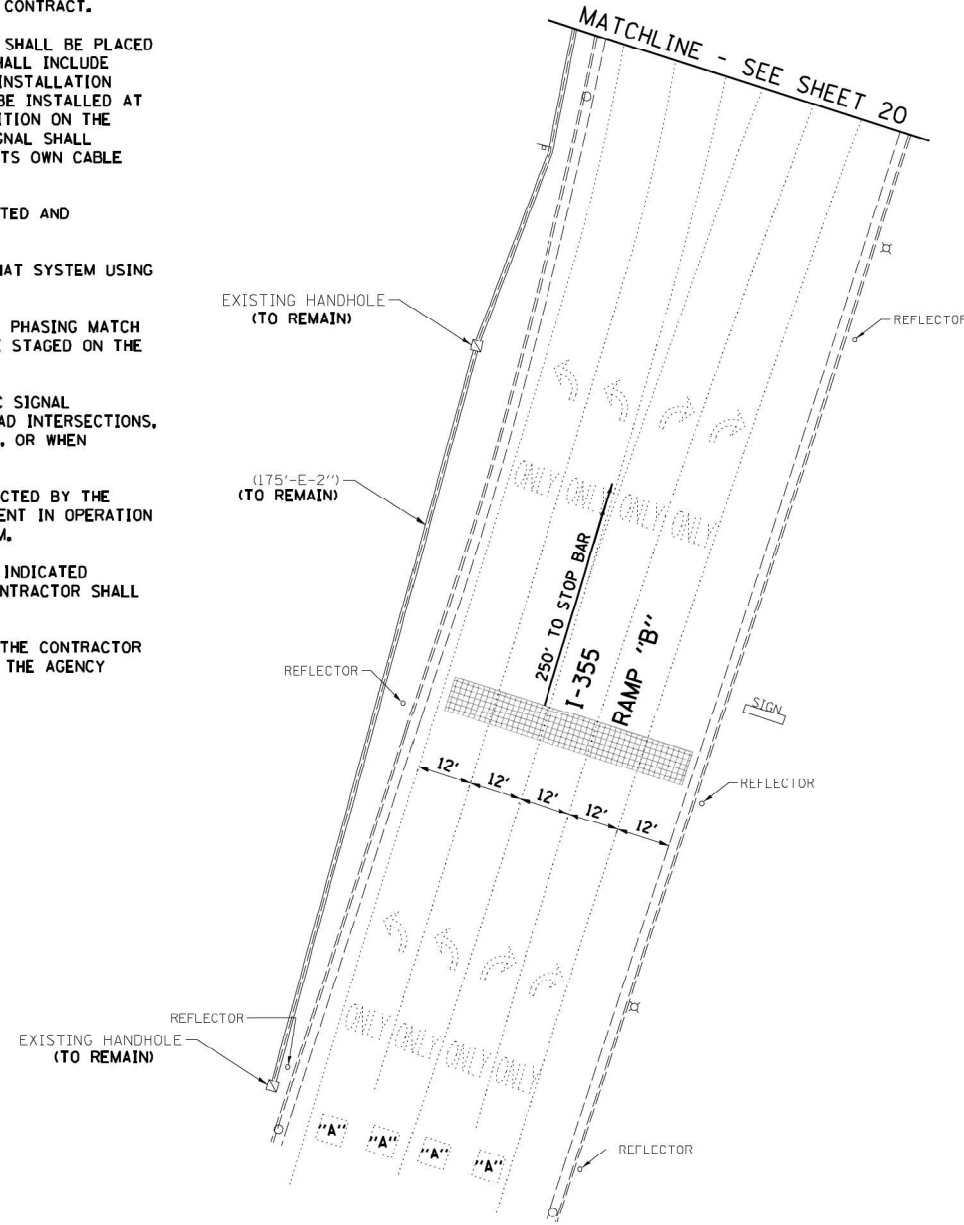 CONTRACT.
SHALL BE PLACED
HALL INCLUDE
INSTALLATION
BE INSTALLED AT
ITION ON THE
GNAL SHALL
TS OWN CABLE
TED AND
HAT SYSTEM USING
PHASING MATCH
E STAGED ON THE
C SIGNAL
AD INTERSECTIONS,
, OR WHEN
CTED BY THE
ENT IN OPERATION
M.
INDICATED
NTRACTOR SHALL
THE CONTRACTOR
THE AGENCY
MATCHLINE - SEE SHEET 20
EXISTING HANDHOLE
(TO REMAIN)
REFLECTOR
ONLY ONLY ONLY ONLY
(175'-E-2")
(TO REMAIN)
250' TO STOP BAR
I-355
RAMP "B"
REFLECTOR
SIGN
REFLECTOR
12' 12' 12' 12' 12'
ONLY ONLY ONLY ONLY
REFLECTOR
EXISTING HANDHOLE
(TO REMAIN)
"A" "A" "A" "A"
REFLECTOR